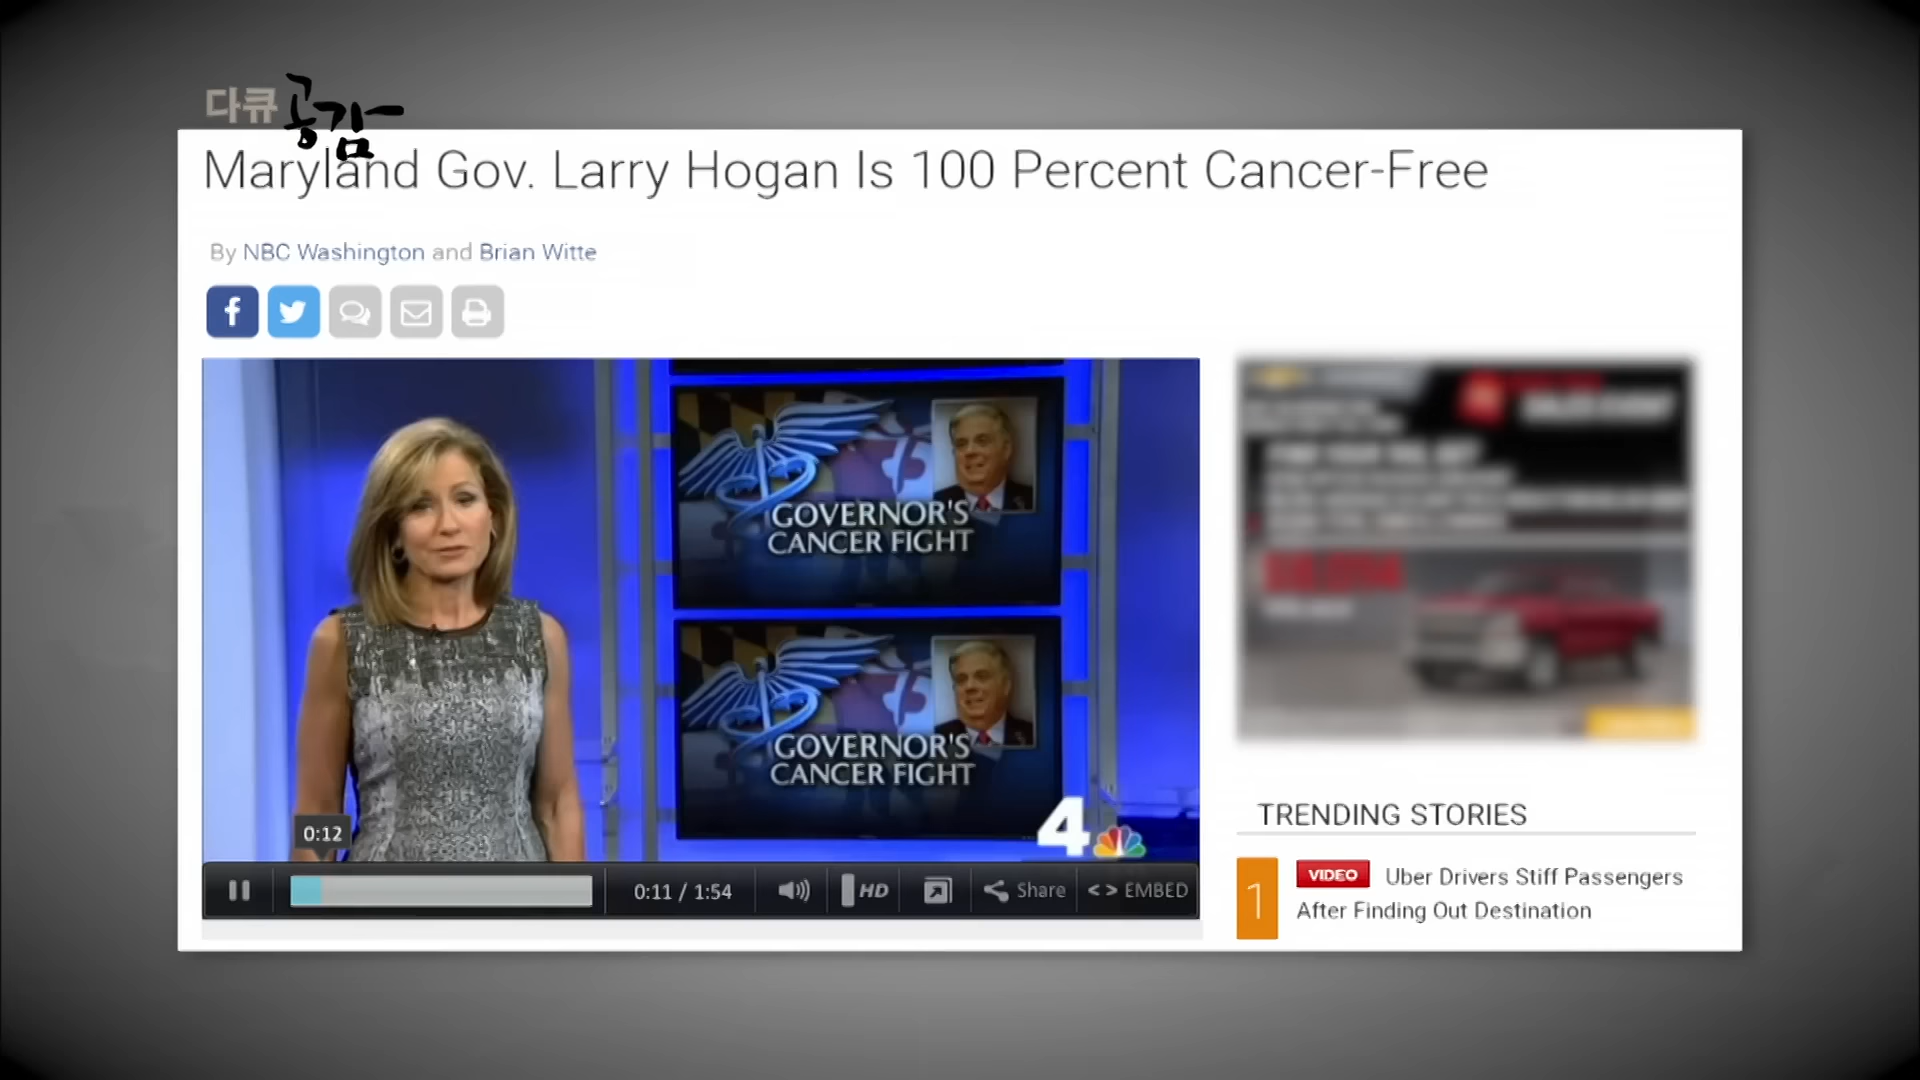 다큐 공감
Maryland Gov. Larry Hogan Is 100 Percent Cancer-Free
By NBC Washington and Brian Witte
GOVERNOR'S
CANCER FIGHT
GOVERNOR'S
CANCER FIGHT
4
0:12
0:11 / 1:54
HD
Share
< > EMBED
TRENDING STORIES
1
VIDEO Uber Drivers Stiff Passengers
After Finding Out Destination